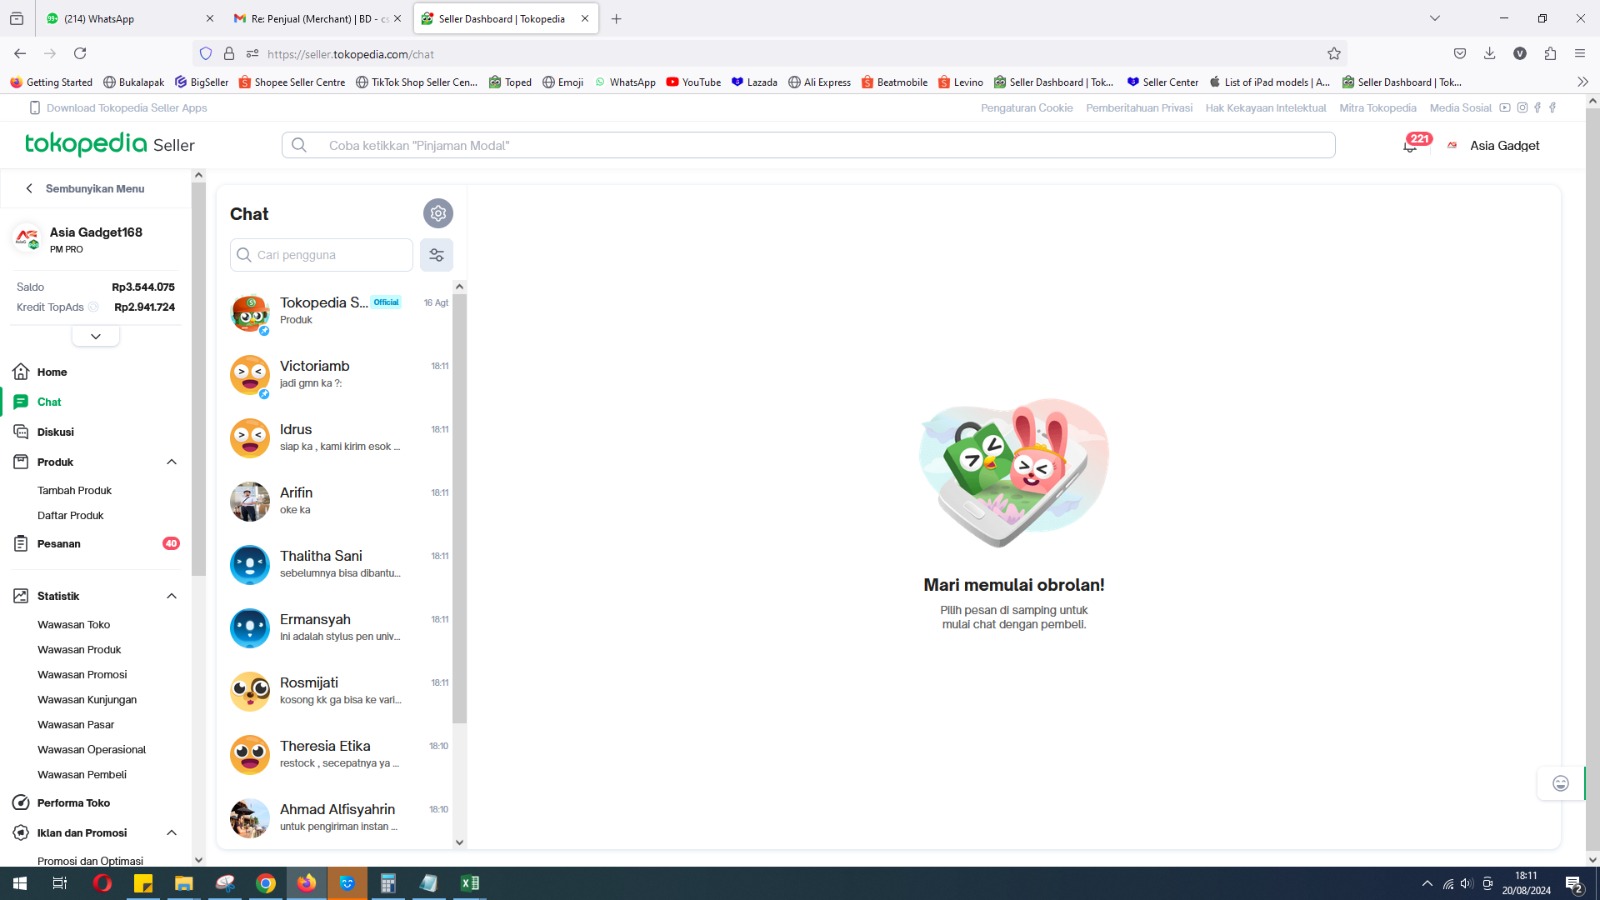 (214) WhatsApp
Re: Penjual (Merchant) | BD - cs
Seller Dashboard | Tokopedia
https://seller.tokopedia.com/chat
Getting Started
Bukalapak
BigSeller
Shopee Seller Centre
TikTok Shop Seller Cen...
Toped
Emoji
WhatsApp
YouTube
Lazada
Ali Express
Beatmobile
Levino
Seller Dashboard | Tok...
Seller Center
List of iPad models | A...
Seller Dashboard | Tok...
Download Tokopedia Seller Apps
Pengaturan Cookie
Pemberitahuan Privasi
Hak Kekayaan Intelektual
Mitra Tokopedia
Media Sosial
tokopedia Seller
Coba ketikkan "Pinjaman Modal"
221
Asia Gadget
Sembunyikan Menu
Asia Gadget168
PM PRO
Saldo Rp3.544.075
Kredit TopAds Rp2.941.724
Home
Chat
Diskusi
Produk
Tambah Produk
Daftar Produk
Pesanan 40
Statistik
Wawasan Toko
Wawasan Produk
Wawasan Promosi
Wawasan Kunjungan
Wawasan Pasar
Wawasan Operasional
Wawasan Pembeli
Performa Toko
Iklan dan Promosi
Promosi dan Optimasi
Chat
Cari pengguna
Tokopedia S... Official 16 Agt
Produk
Victoriamb 18:11
jadi gmn ka ?:
Idrus 18:11
siap ka , kami kirim esok ...
Arifin 18:11
oke ka
Thalitha Sani 18:11
sebelumnya bisa dibantu...
Ermansyah 18:11
Ini adalah stylus pen univ...
Rosmijati 18:11
kosong kk ga bisa ke vari...
Theresia Etika 18:10
restock , secepatnya ya ...
Ahmad Alfisyahrin 18:10
untuk pengiriman instan ...
Mari memulai obrolan!
Pilih pesan di samping untuk
mulai chat dengan pembeli.
18:11
20/08/2024
2